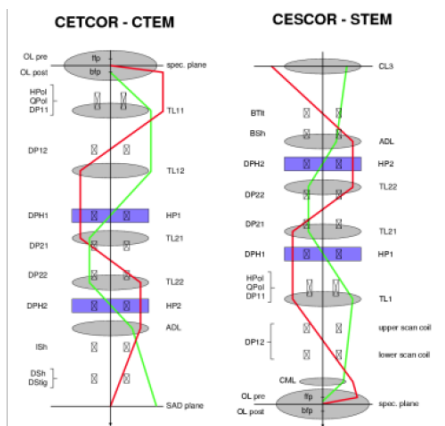 CETCOR - CTEM
OL pre
ffp
spec. plane
OL post
bfp
HPol
QPol
DP11
TL11
DP12
TL12
DPH1
HP1
TL21
DP21
DP22
TL22
DPH2
HP2
ADL
ISh
DSh
DStig
SAD plane
CESCOR - STEM
CL3
BTlt
BSh
ADL
DPH2
HP2
TL22
DP22
DP21
TL21
DPH1
HP1
HPol
QPol
DP11
TL1
upper scan coil
DP12
lower scan coil
CML
OL pre
ffp
spec. plane
OL post
bfp